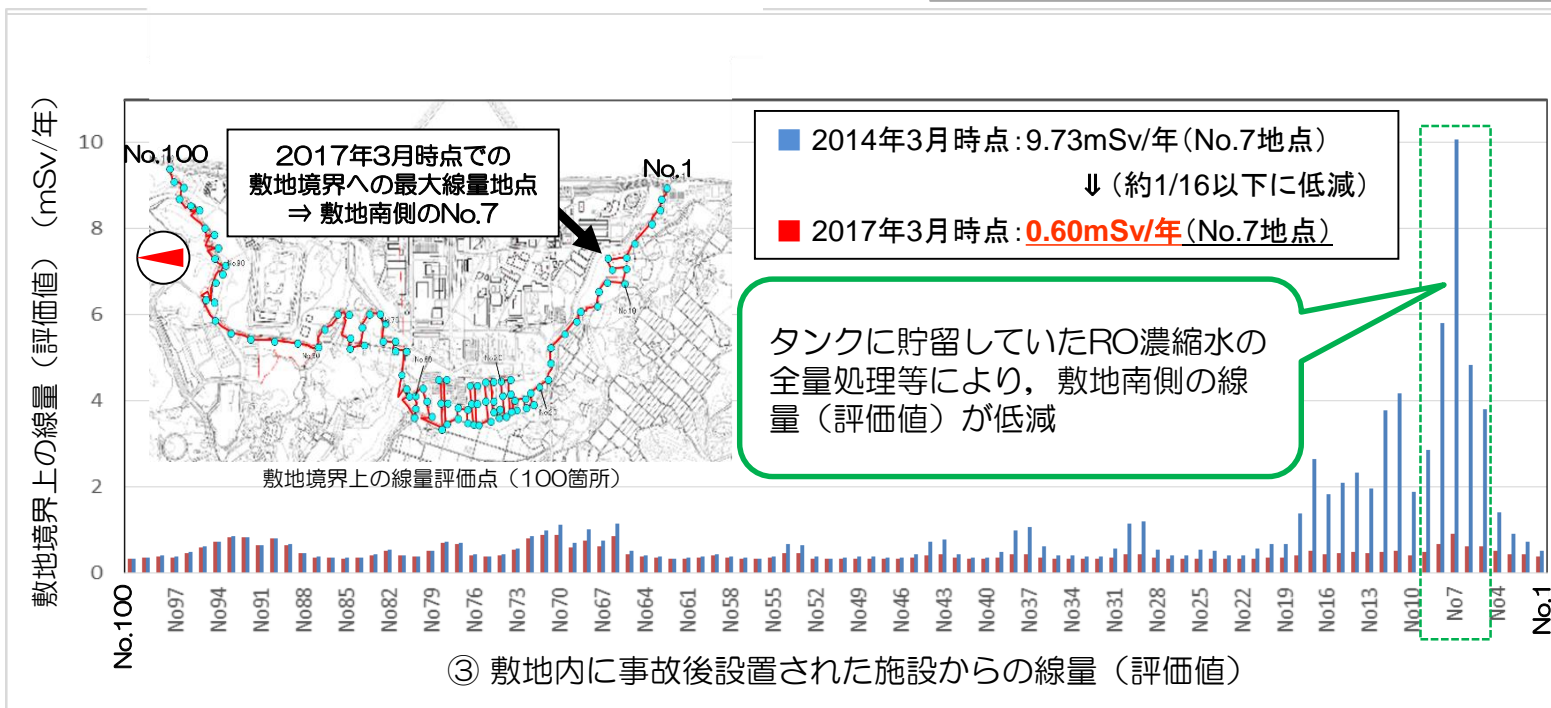 敷地境界上の線量（評価値）（mSv/年）
10
8
6
4
2
0
No.100
No.1
2017年3月時点での
敷地境界への最大線量地点
⇒ 敷地南側のNo.7
No90
No.10
敷地境界上の線量評価点（100箇所）
■ 2014年3月時点：9.73mSv/年（No.7地点）
⇓（約1/16以下に低減）
■ 2017年3月時点：0.60mSv/年（No.7地点）
タンクに貯留していたRO濃縮水の
全量処理等により，敷地南側の線
量（評価値）が低減
No.100 No97 No94 No91 No88 No85 No82 No79 No76 No73 No70 No67 No64 No61 No58 No55 No52 No49 No46 No43 No40 No37 No34 No31 No28 No25 No22 No19 No16 No13 No10 No7 No4 No.1
③ 敷地内に事故後設置された施設からの線量（評価値）